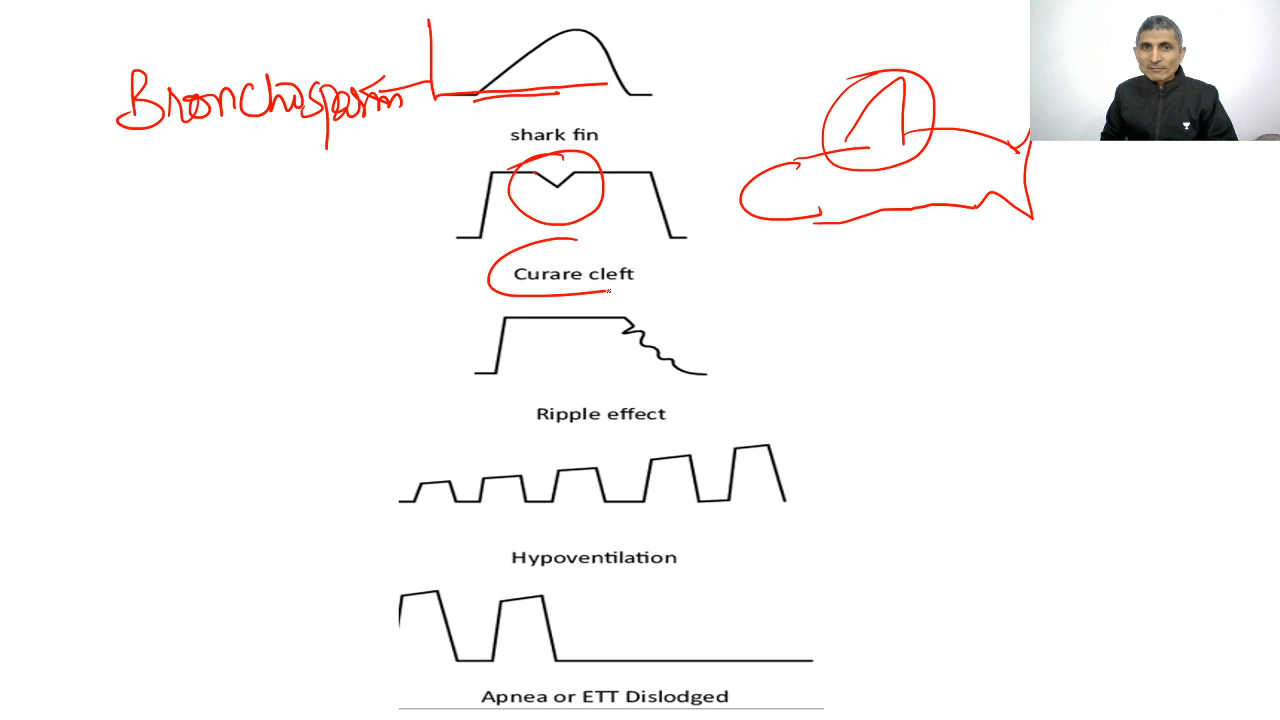 Bronchospasm
shark fin
Curare cleft
Ripple effect
Hypoventilation
Apnea or ETT Dislodged